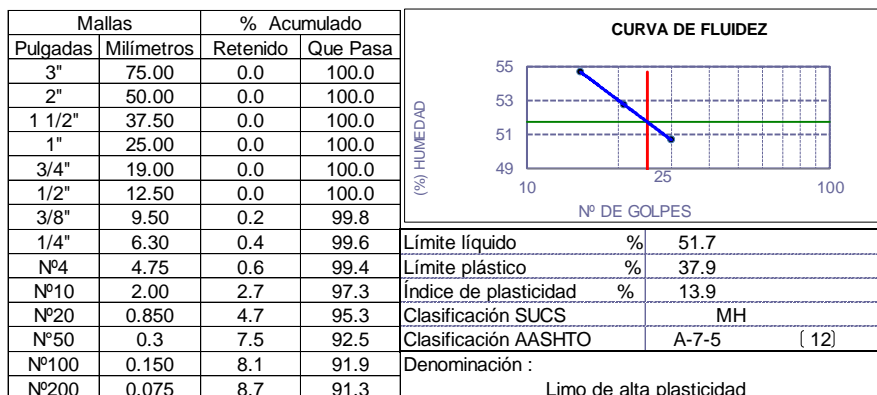 Mallas % Acumulado
Pulgadas Milímetros Retenido Que Pasa
3" 75.00 0.0 100.0
2" 50.00 0.0 100.0
1 1/2" 37.50 0.0 100.0
1" 25.00 0.0 100.0
3/4" 19.00 0.0 100.0
1/2" 12.50 0.0 100.0
3/8" 9.50 0.2 99.8
1/4" 6.30 0.4 99.6
Nº4 4.75 0.6 99.4
Nº10 2.00 2.7 97.3
Nº20 0.850 4.7 95.3
N°50 0.3 7.5 92.5
Nº100 0.150 8.1 91.9
Nº200 0.075 8.7 91.3
CURVA DE FLUIDEZ
(%) HUMEDAD
55
53
51
49
10 25 100
Nº DE GOLPES
Límite líquido % 51.7
Límite plástico % 37.9
Índice de plasticidad % 13.9
Clasificación SUCS MH
Clasificación AASHTO A-7-5 ( 12)
Denominación :
Limo de alta plasticidad